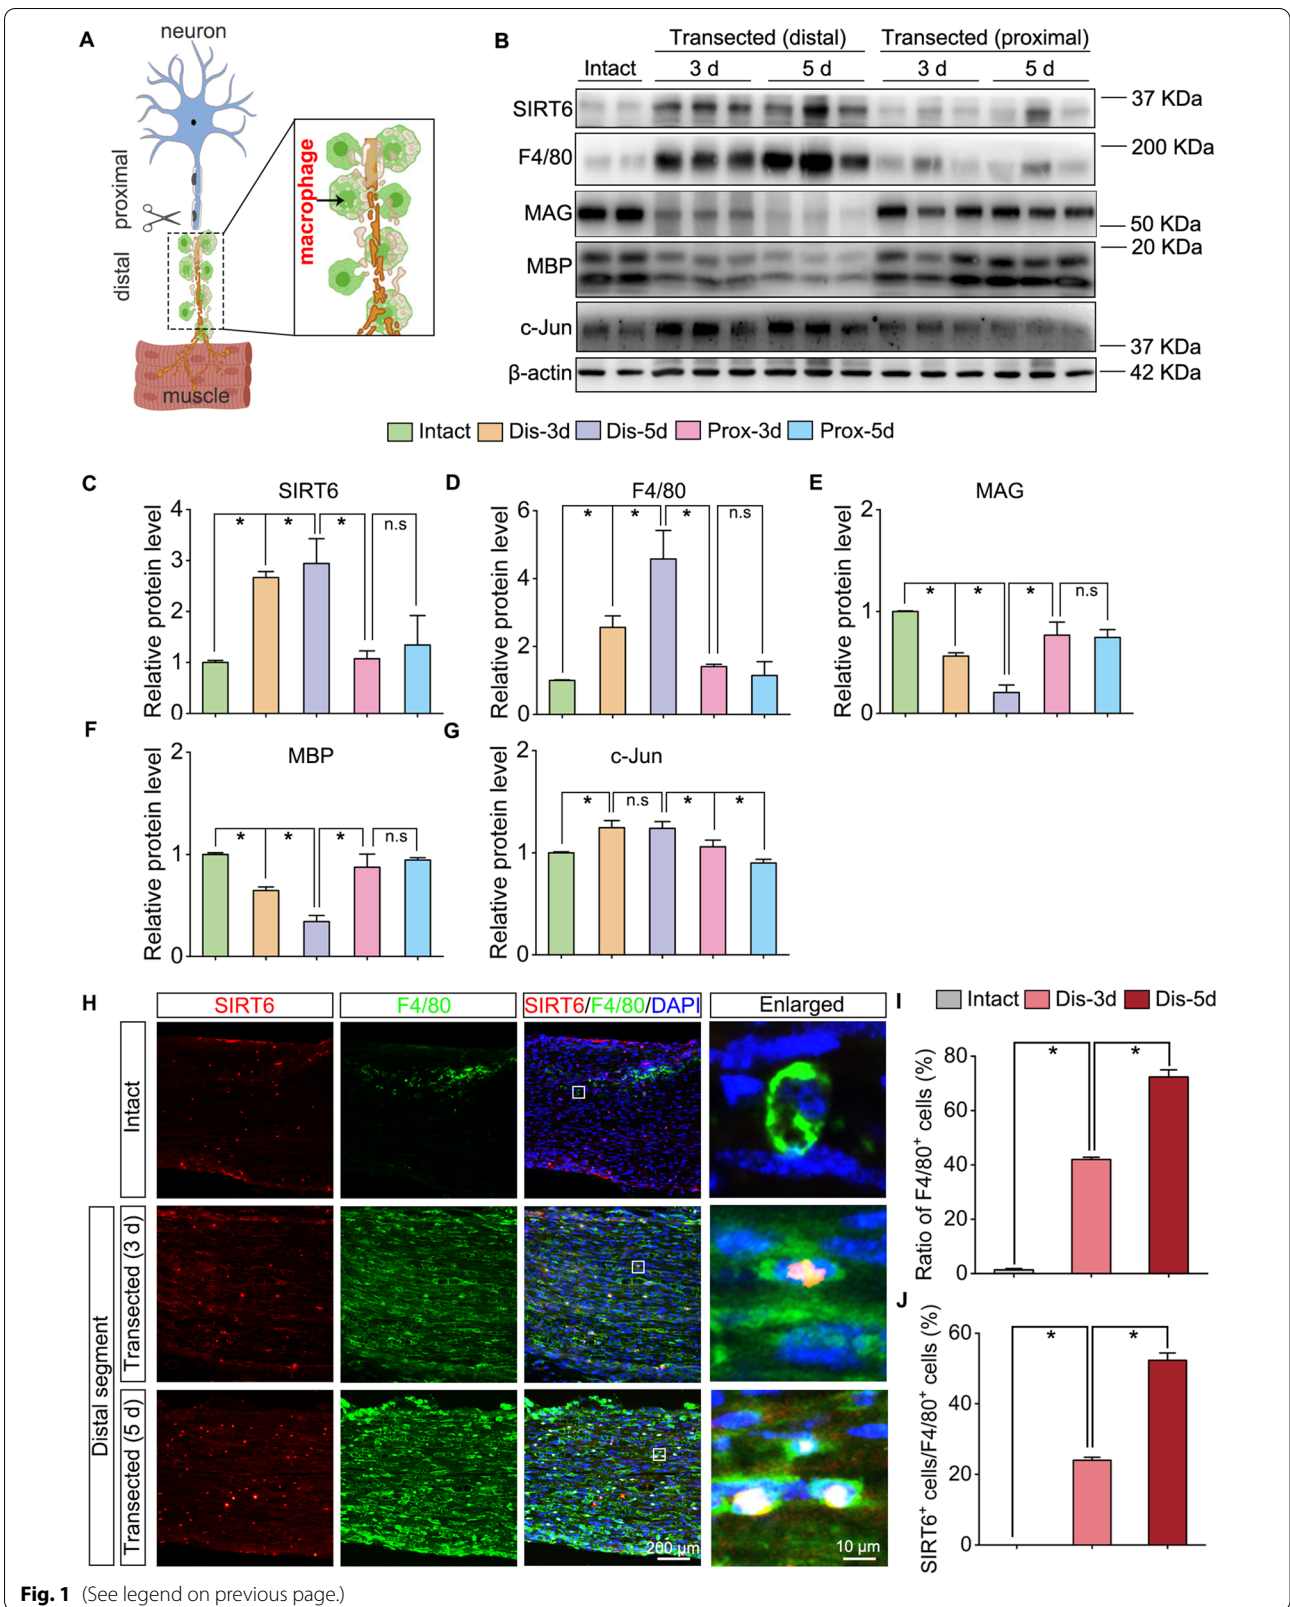 A
neuron
proximal
distal
macrophage
muscle
B
Transected (distal) Transected (proximal)
Intact 3 d 5 d 3 d 5 d
SIRT6 37 KDa
F4/80 200 KDa
MAG 50 KDa
MBP 20 KDa
c-Jun 37 KDa
β-actin 42 KDa
Intact Dis-3d Dis-5d Prox-3d Prox-5d
C
SIRT6
Relative protein level
4
3
2
1
0
* * * n.s
D
F4/80
Relative protein level
6
4
2
0
* * * n.s
E
MAG
Relative protein level
2
1
0
* * * n.s
F
MBP
Relative protein level
2
1
0
* * * n.s
G
c-Jun
Relative protein level
2
1
0
* n.s * *
H
SIRT6 F4/80 SIRT6/F4/80/DAPI Enlarged
Intact
Distal segment
Transected (3 d)
Transected (5 d)
200 μm
10 μm
I
Intact Dis-3d Dis-5d
Ratio of F4/80+ cells (%)
80
60
40
20
0
* *
J
SIRT6+ cells/F4/80+ cells (%)
60
40
20
0
* *
Fig. 1 (See legend on previous page.)